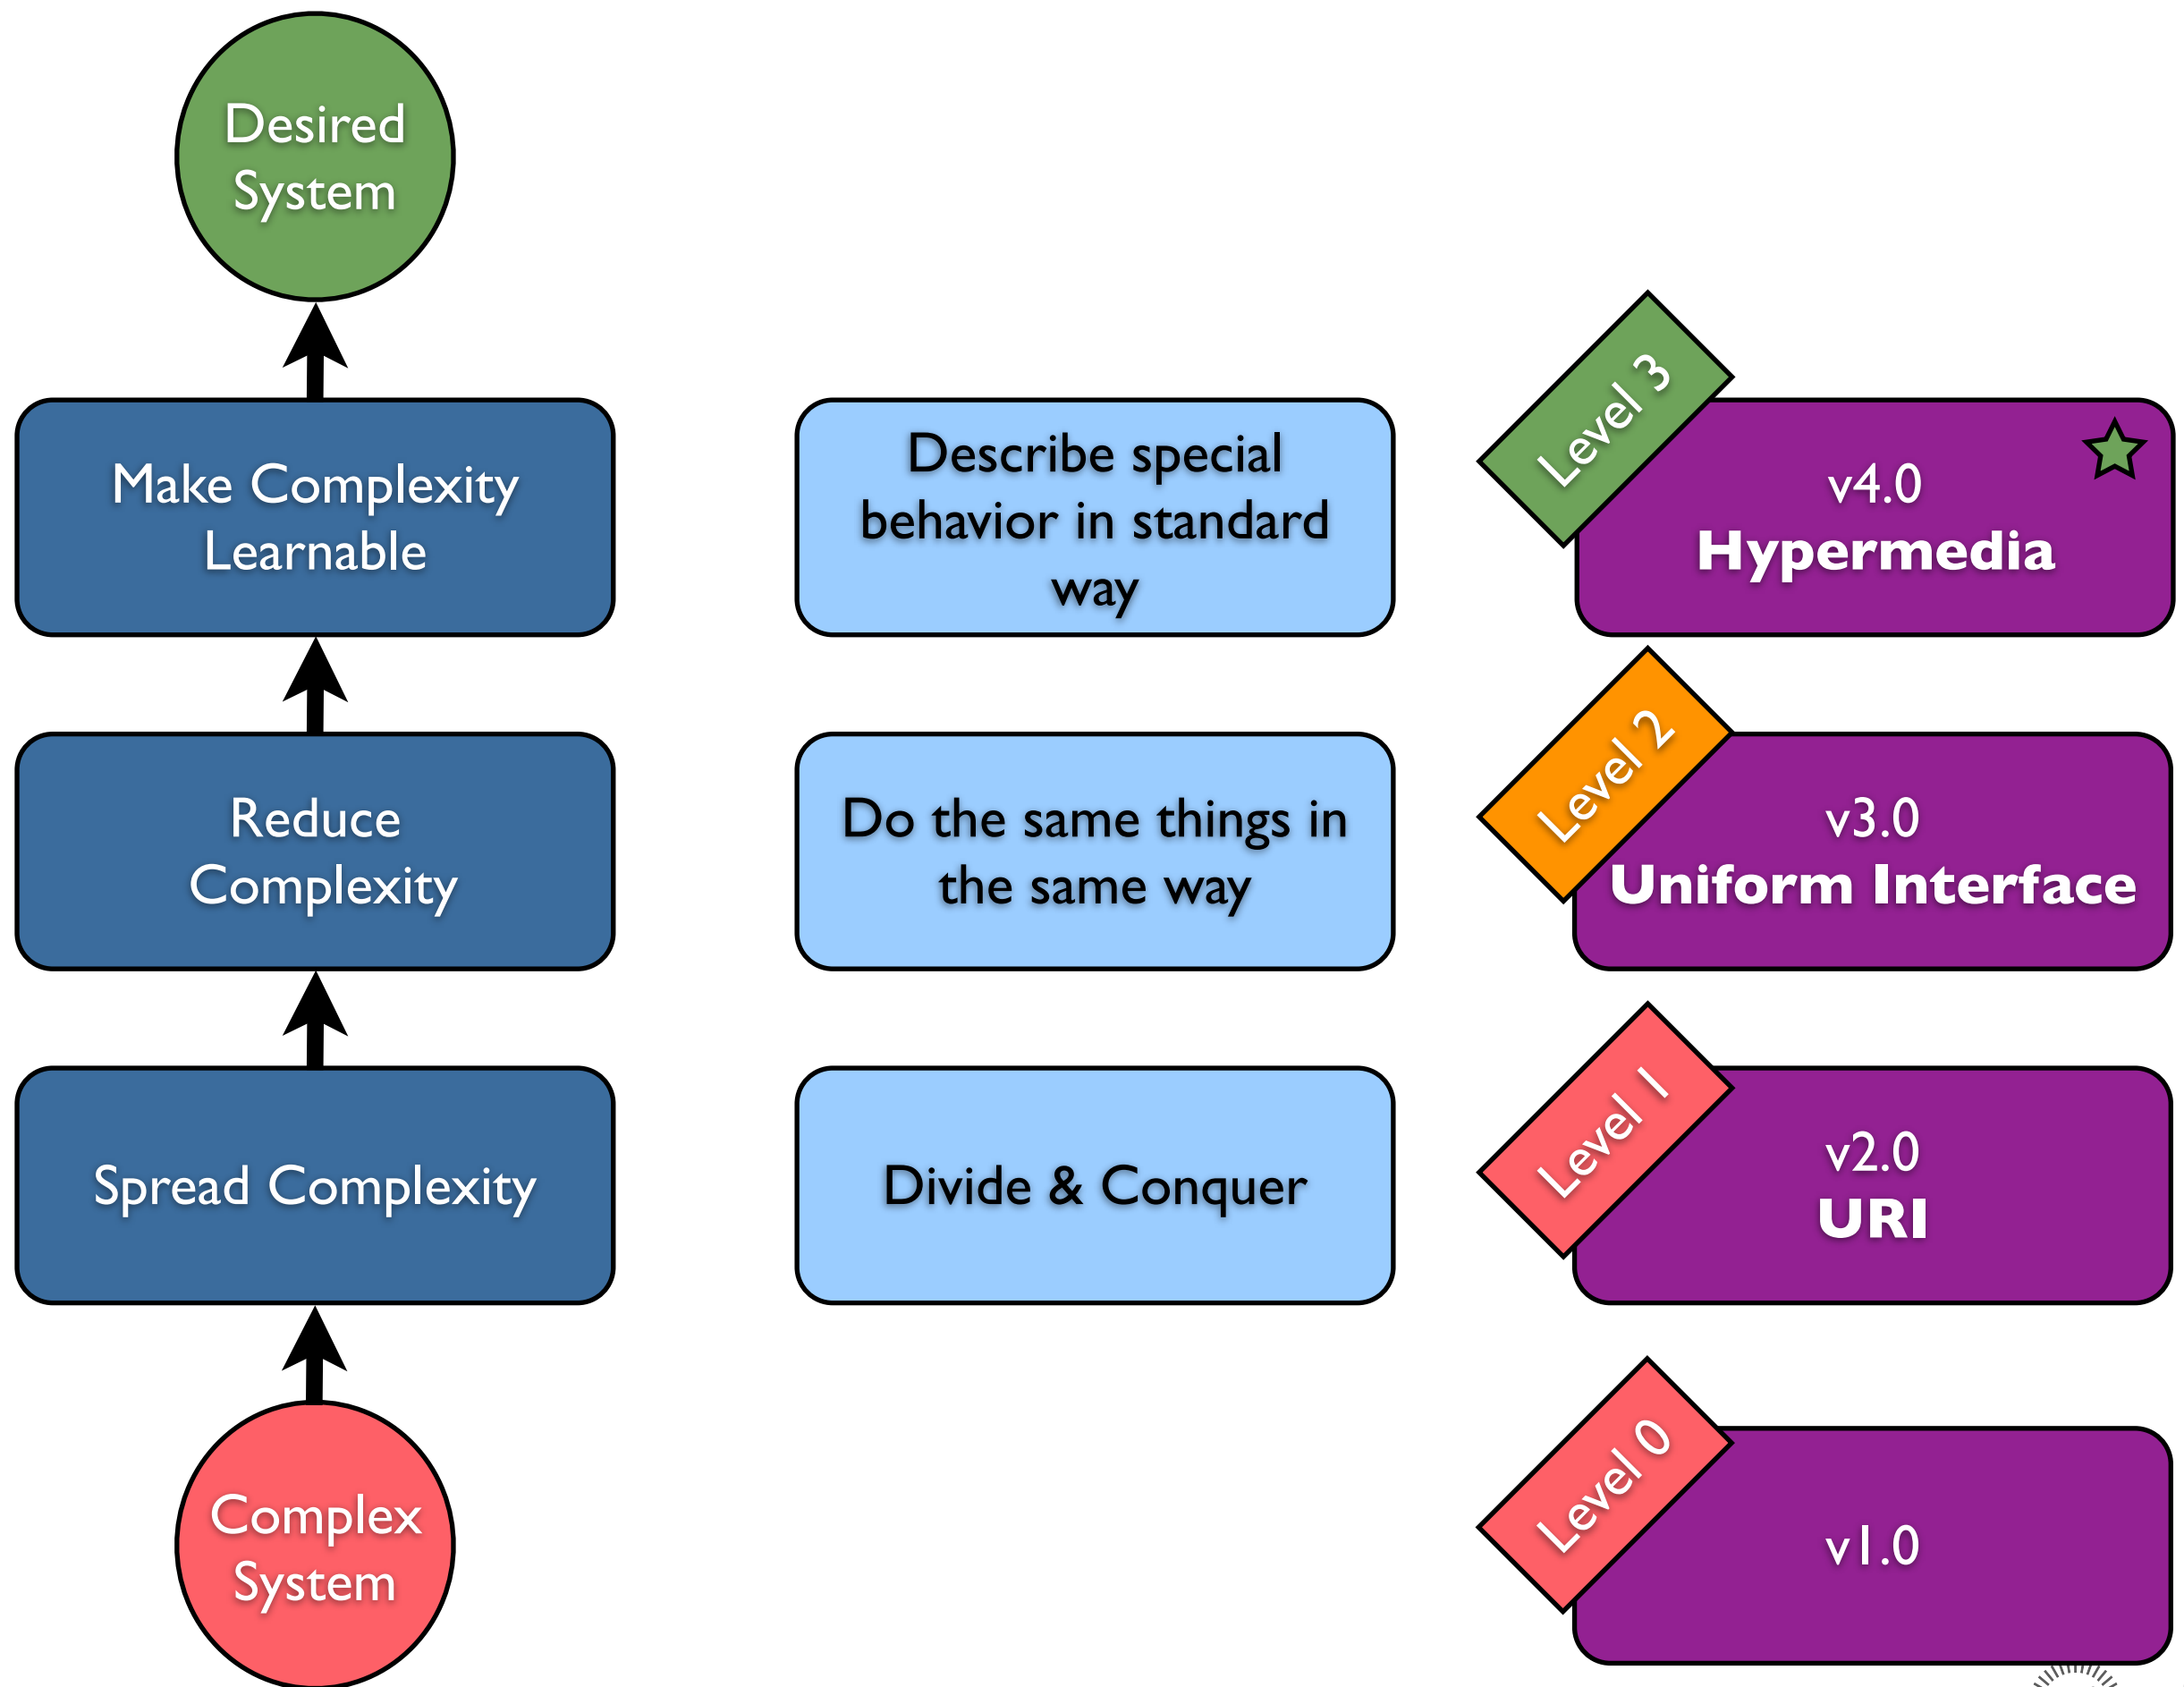 Desired
System
Make Complexity
Learnable
Describe special
behavior in standard
way
Level 3
v4.0
Hypermedia
Reduce
Complexity
Do the same things in
the same way
Level 2
v3.0
Uniform Interface
Spread Complexity
Divide & Conquer
Level 1
v2.0
URI
Complex
System
Level 0
v1.0